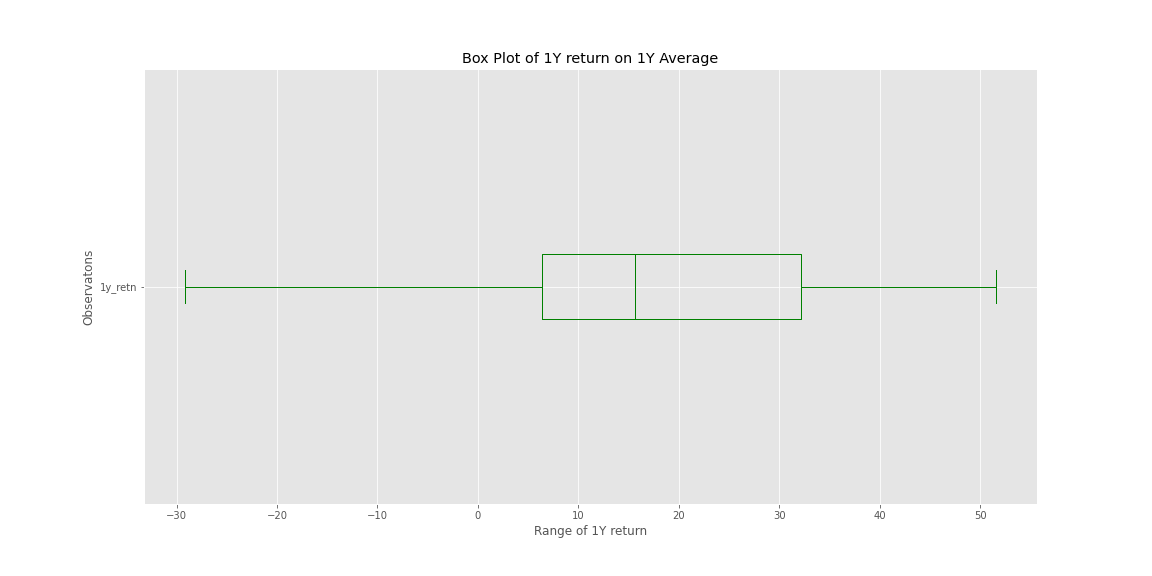 Box Plot of 1Y return on 1Y Average
Observatons
1y_retn
−30 −20 −10 0 10 20 30 40 50
Range of 1Y return